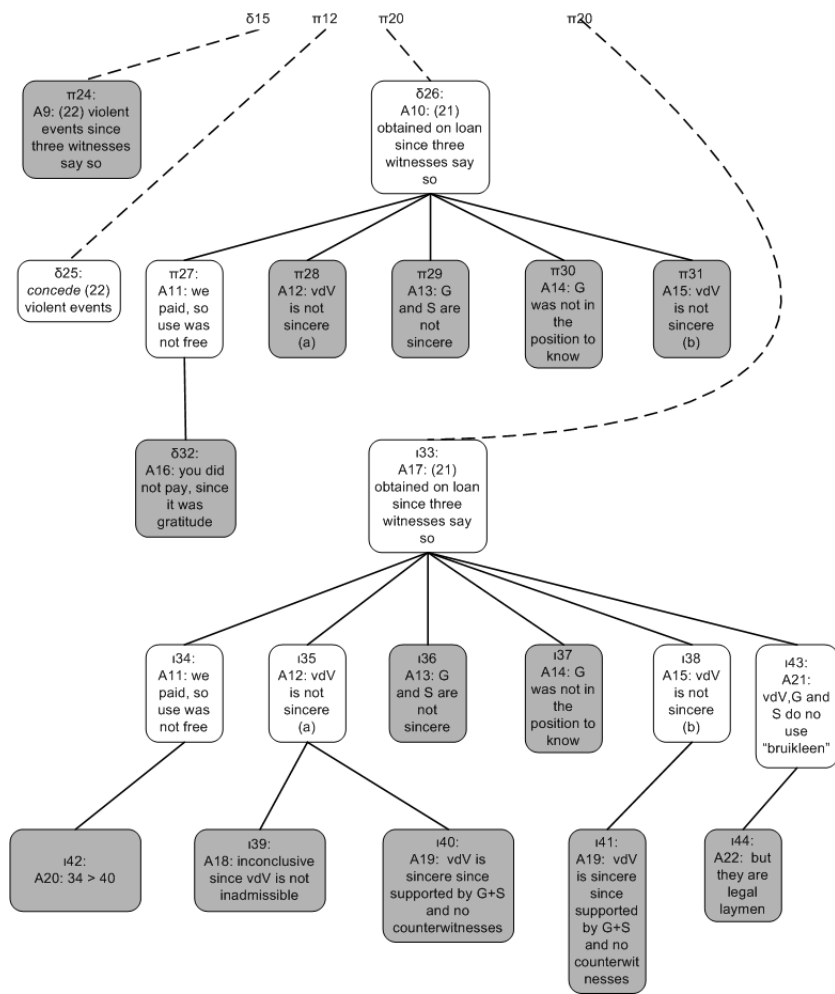 δ15
π12
π20
π20
π24:
A9: (22) violent
events since
three witnesses
say so
δ26:
A10: (21)
obtained on loan
since three
witnesses say
so
δ25:
concede (22)
violent events
π27:
A11: we
paid, so
use was
not free
π28
A12: vdV
is not
sincere
(a)
π29
A13: G
and S are
not
sincere
π30
A14: G
was not in
the
position to
know
π31
A15: vdV
is not
sincere
(b)
δ32:
A16: you did
not pay, since
it was
gratitude
ι33:
A17: (21)
obtained on loan
since three
witnesses say
so
ι34:
A11: we
paid, so
use was
not free
ι35
A12: vdV
is not
sincere
(a)
ι36
A13: G
and S are
not
sincere
ι37
A14: G
was not in
the
position to
know
ι38
A15: vdV
is not
sincere
(b)
ι43:
A21:
vdV,G and
S do no
use
“bruikleen”
ι42:
A20: 34 > 40
ι39:
A18: inconclusive
since vdV is not
inadmissible
ι40:
A19: vdV is
sincere since
supported by G+S
and no
counterwitnesses
ι41:
A19: vdV
is sincere
since
supported
by G+S
and no
counterwit
nesses
ι44:
A22: but
they are
legal
laymen